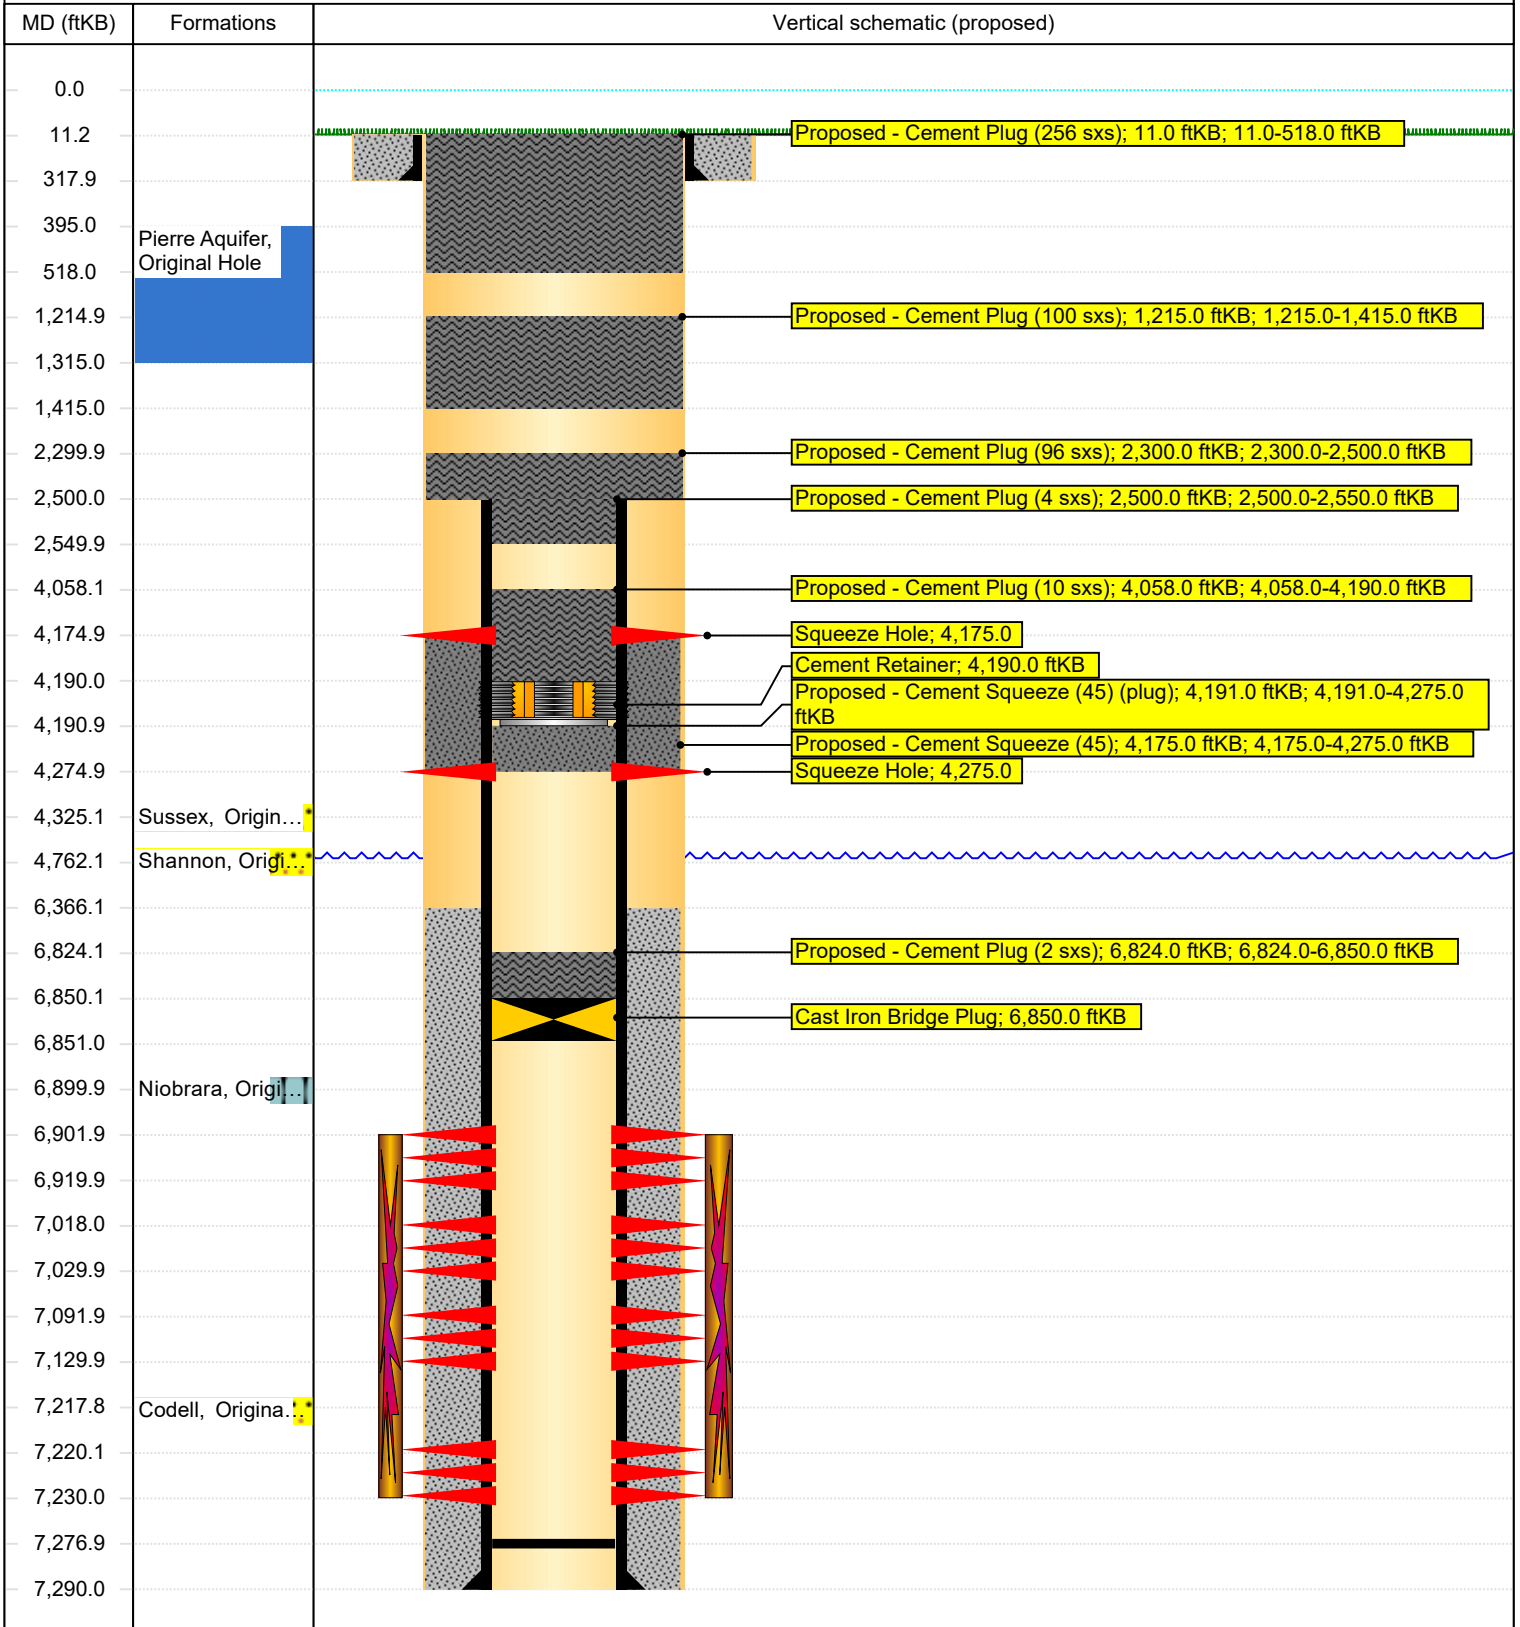 MD (ftKB) Formations Vertical schematic (proposed)
0.0
11.2 Proposed - Cement Plug (256 sxs); 11.0 ftKB; 11.0-518.0 ftKB
317.9
395.0
Pierre Aquifer,
Original Hole
518.0
1,214.9 Proposed - Cement Plug (100 sxs); 1,215.0 ftKB; 1,215.0-1,415.0 ftKB
1,315.0
1,415.0
2,299.9 Proposed - Cement Plug (96 sxs); 2,300.0 ftKB; 2,300.0-2,500.0 ftKB
2,500.0 Proposed - Cement Plug (4 sxs); 2,500.0 ftKB; 2,500.0-2,550.0 ftKB
2,549.9
4,058.1 Proposed - Cement Plug (10 sxs); 4,058.0 ftKB; 4,058.0-4,190.0 ftKB
4,174.9 Squeeze Hole; 4,175.0
Cement Retainer; 4,190.0 ftKB
4,190.0
Proposed - Cement Squeeze (45) (plug); 4,191.0 ftKB; 4,191.0-4,275.0
ftKB
4,190.9
Proposed - Cement Squeeze (45); 4,175.0 ftKB; 4,175.0-4,275.0 ftKB
4,274.9 Squeeze Hole; 4,275.0
4,325.1 Sussex, Origin…
4,762.1 Shannon, Origi…
6,366.1
6,824.1 Proposed - Cement Plug (2 sxs); 6,824.0 ftKB; 6,824.0-6,850.0 ftKB
6,850.1
Cast Iron Bridge Plug; 6,850.0 ftKB
6,851.0
6,899.9 Niobrara, Origi…
6,901.9
6,919.9
7,018.0
7,029.9
7,091.9
7,129.9
7,217.8 Codell, Origina…
7,220.1
7,230.0
7,276.9
7,290.0